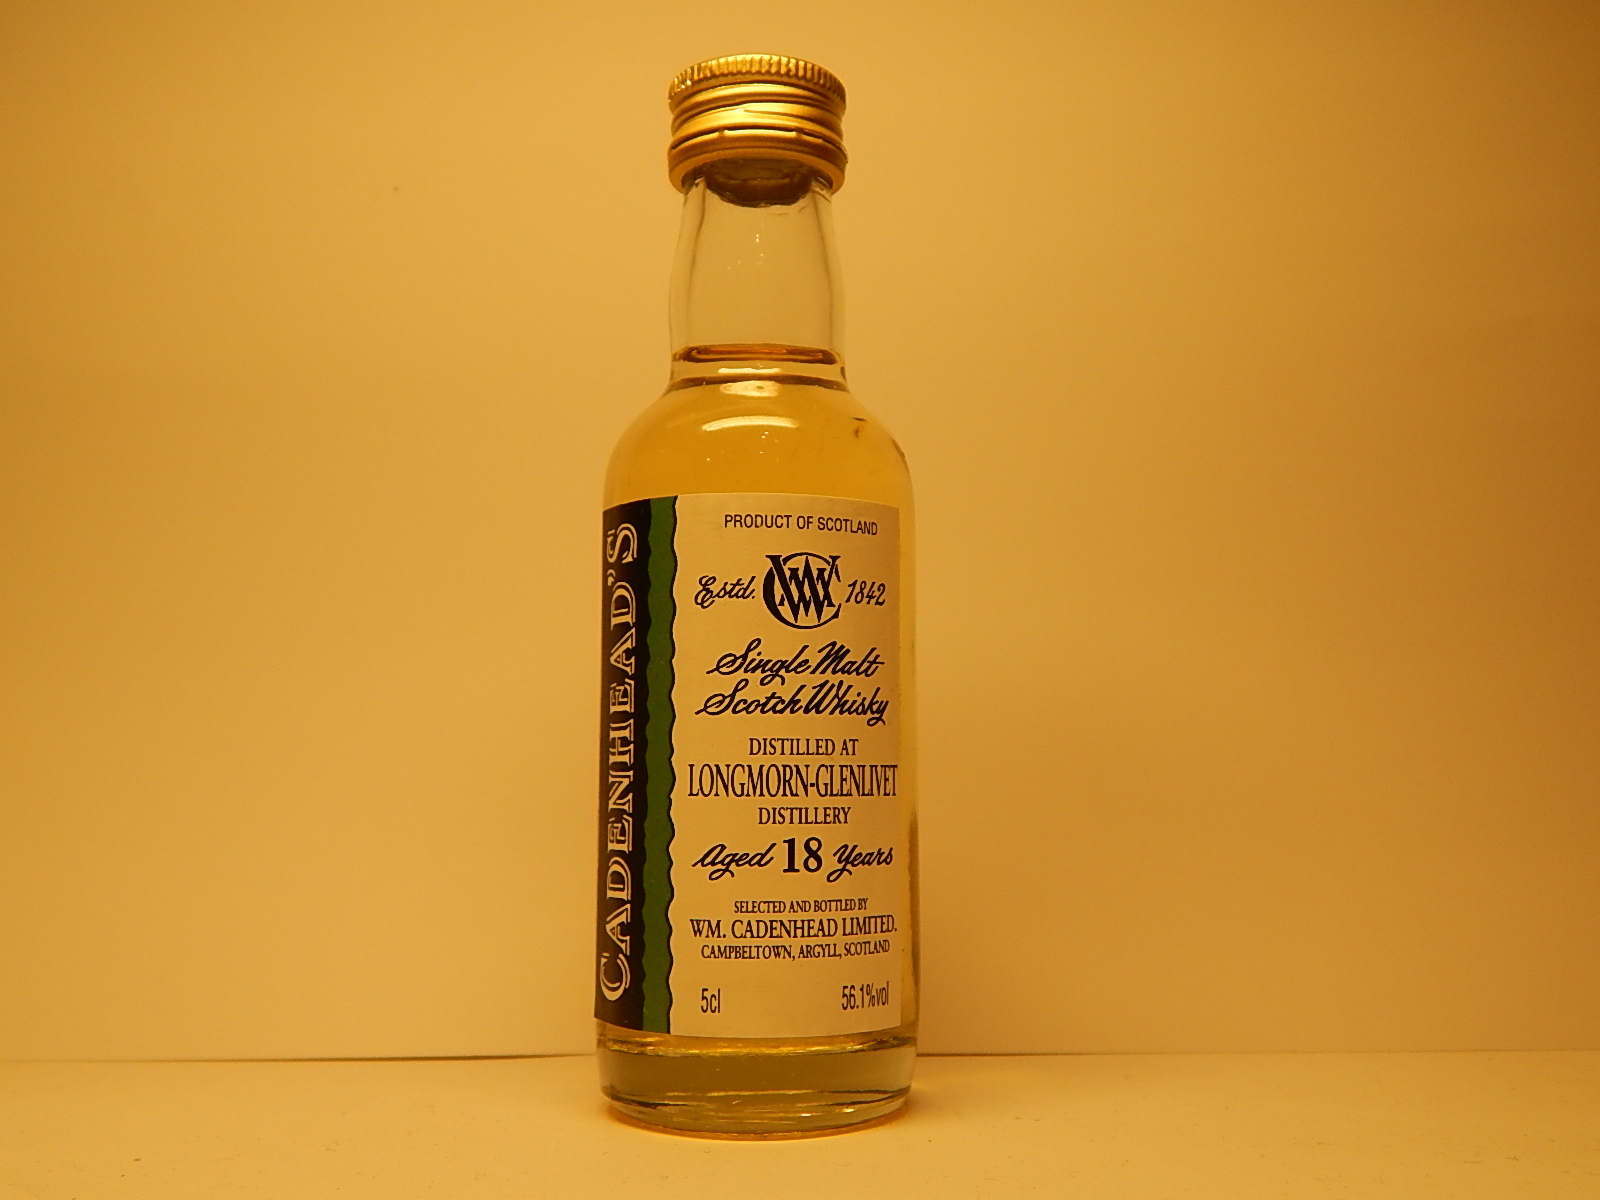 CADENHEAD'S
PRODUCT OF SCOTLAND
Estd. WC 1842
Single Malt
Scotch Whisky
DISTILLED AT
LONGMORN-GLENLIVET
DISTILLERY
Aged 18 Years
SELECTED AND BOTTLED BY
WM. CADENHEAD LIMITED.
CAMPBELTOWN, ARGYLL, SCOTLAND
5cl 56.1%vol